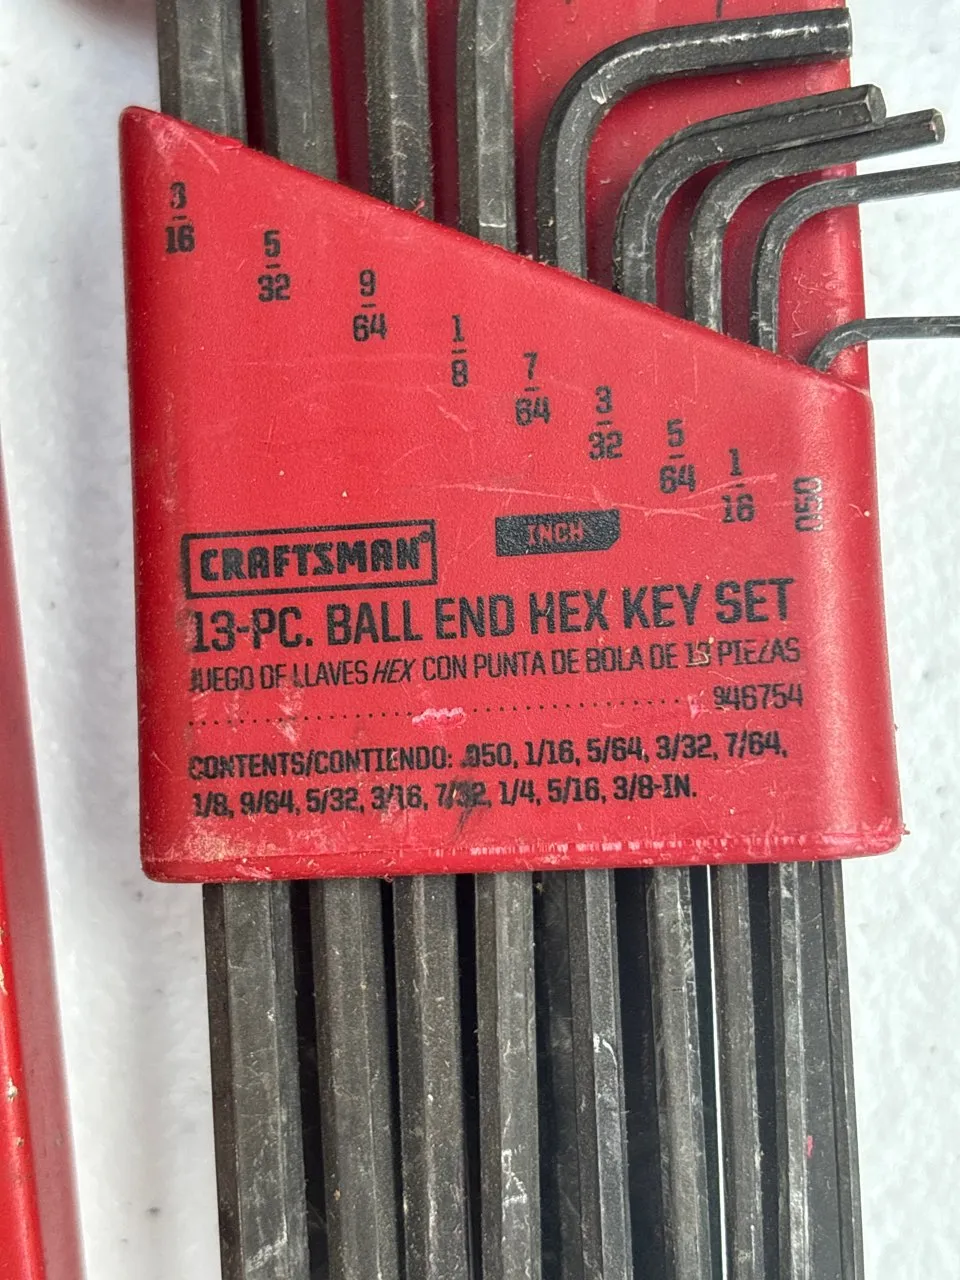 3/16
5/32
9/64
1/8
7/64
3/32
5/64
1/16
.050
CRAFTSMAN®
INCH
13-PC. BALL END HEX KEY SET
JUEGO DE LLAVES HEX CON PUNTA DE BOLA DE 13 PIEZAS
946754
CONTENTS/CONTIENDO: .050, 1/16, 5/64, 3/32, 7/64,
1/8, 9/64, 5/32, 3/16, 7/32, 1/4, 5/16, 3/8-IN.